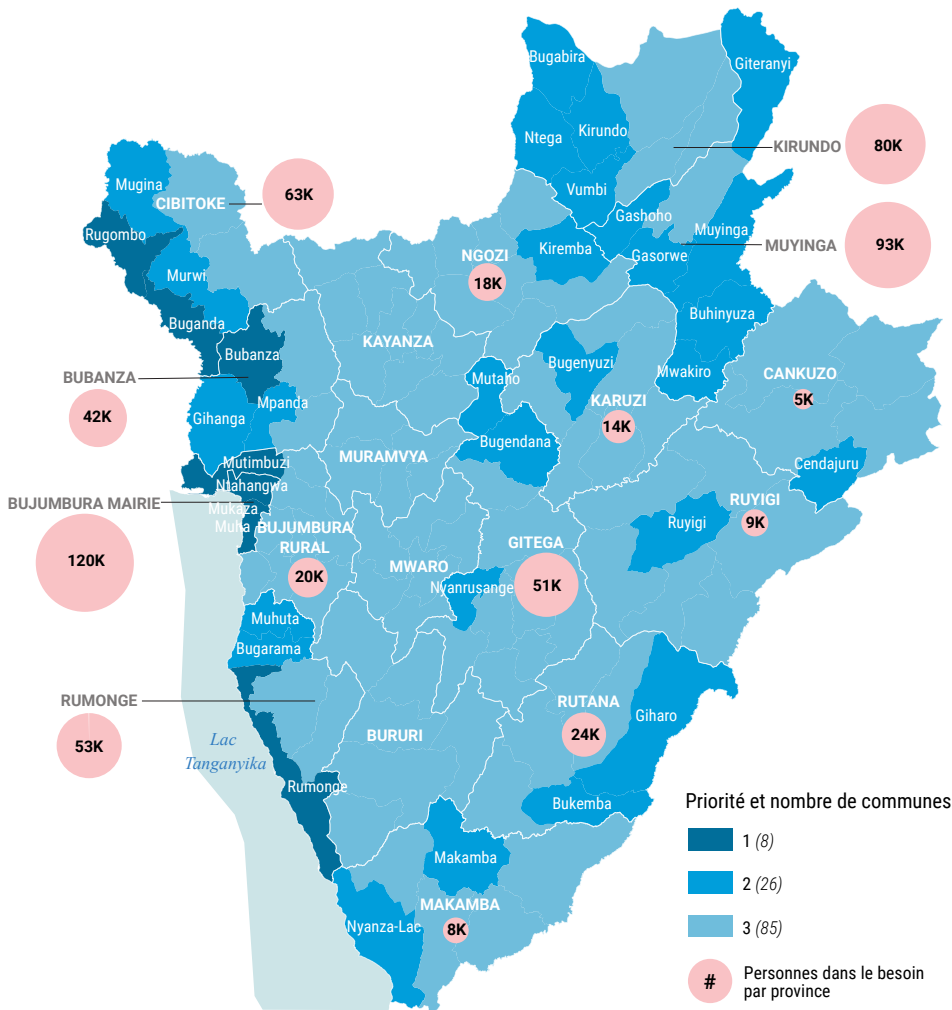 Bugabira
Giteranyi
Ntega
Kirundo
KIRUNDO
80K
Mugina
CIBITOKE
63K
Vumbi
Gashoho
Muyinga
MUYINGA
93K
Rugombo
Kiremba
Gasorwe
NGOZI
18K
Murwi
Buganda
Buhinyuza
Bubanza
KAYANZA
Bugenyuzi
Mwakiro
BUBANZA
42K
Mutaho
CANKUZO
5K
Gihanga
Mpanda
KARUZI
14K
Bugendana
Mutimbuzi
MURAMVYA
Cendajuru
Ntahangwa
BUJUMBURA MAIRIE
120K
Mukaza
Muha
BUJUMBURA
RURAL
20K
RUYIGI
9K
Ruyigi
GITEGA
51K
MWARO
Nyanrusange
Muhuta
Bugarama
RUMONGE
53K
RUTANA
24K
Giharo
Lac
Tanganyika
BURURI
Rumonge
Bukemba
Makamba
MAKAMBA
8K
Nyanza-Lac
Priorité et nombre de communes
1 (8)
2 (26)
3 (85)
# Personnes dans le besoin
par province